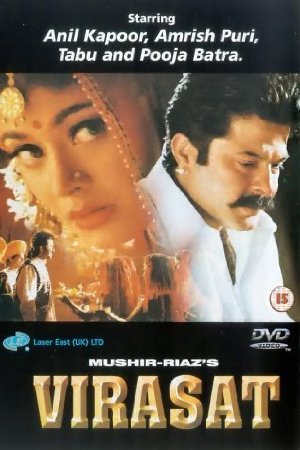 Starring
Anil Kapoor, Amrish Puri,
Tabu and Pooja Batra.
15
Laser East (UK) LTD
DVD
VIDEO
TM
MUSHIR-RIAZ'S
VIRASAT